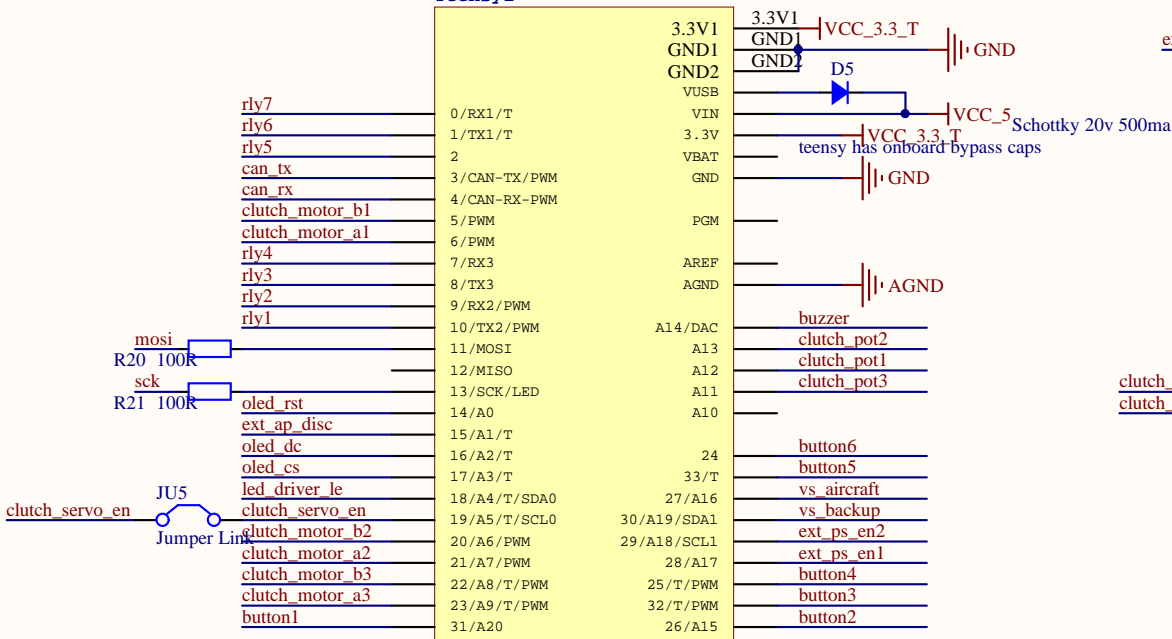 3.3V1 3.3V1 VCC_3.3_T
GND1 GND1 GND
GND2 GND2
D5
VUSB
rly7 0/RX1/T VIN VCC_5 Schottky 20v 500ma
rly6 1/TX1/T 3.3V VCC_3.3_T
teensy has onboard bypass caps
rly5 2 VBAT
can_tx 3/CAN-TX/PWM GND GND
can_rx 4/CAN-RX-PWM
clutch_motor_b1 5/PWM PGM
clutch_motor_a1 6/PWM
rly4 7/RX3 AREF
rly3 8/TX3 AGND AGND
rly2 9/RX2/PWM
rly1 10/TX2/PWM A14/DAC buzzer
mosi R20 100R 11/MOSI A13 clutch_pot2
12/MISO A12 clutch_pot1
sck R21 100R 13/SCK/LED A11 clutch_pot3
clutch_
oled_rst 14/A0 A10
clutch_
ext_ap_disc 15/A1/T
oled_dc 16/A2/T 24 button6
oled_cs 17/A3/T 33/T button5
led_driver_le 18/A4/T/SDA0 27/A16 vs_aircraft
clutch_servo_en JU5 Jumper Link clutch_servo_en 19/A5/T/SCL0 30/A19/SDA1 vs_backup
clutch_motor_b2 20/A6/PWM 29/A18/SCL1 ext_ps_en2
clutch_motor_a2 21/A7/PWM 28/A17 ext_ps_en1
clutch_motor_b3 22/A8/T/PWM 25/T/PWM button4
clutch_motor_a3 23/A9/T/PWM 32/T/PWM button3
button1 31/A20 26/A15 button2